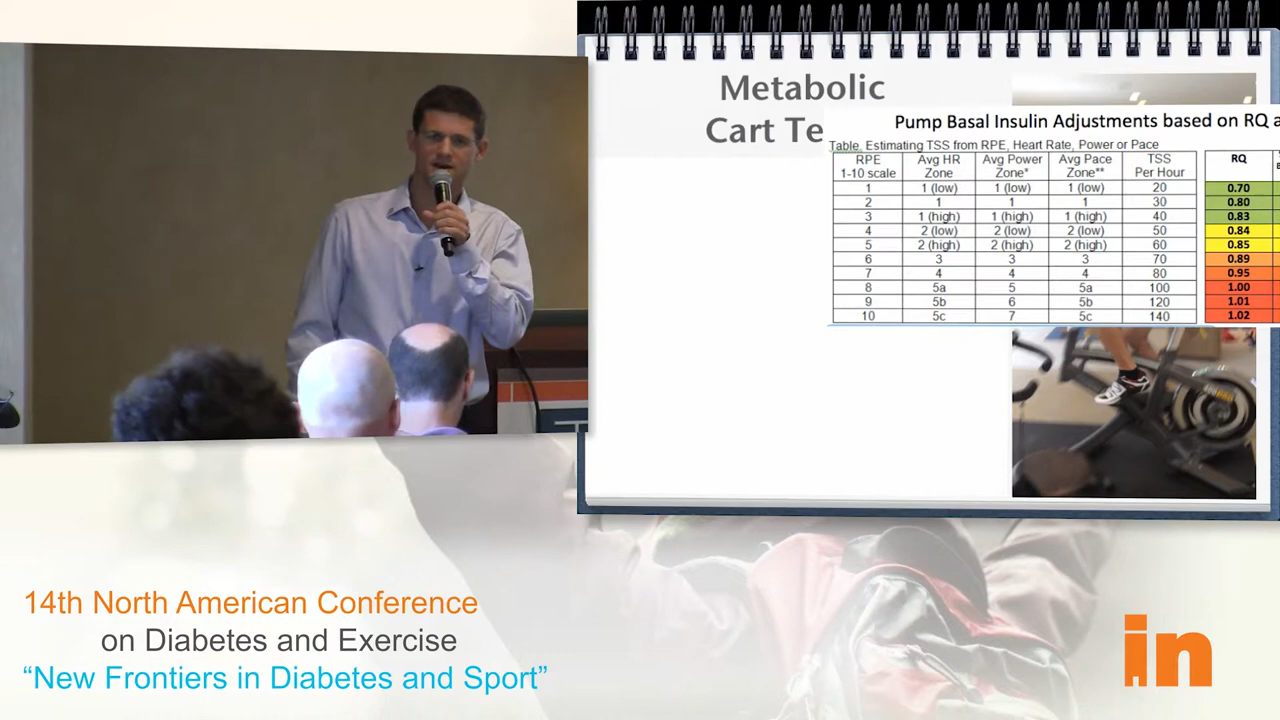 Metabolic
Cart Te
Pump Basal Insulin Adjustments based on RQ a
Table. Estimating TSS from RPE, Heart Rate, Power or Pace
RPE 1-10 scale Avg HR Zone Avg Power Zone* Avg Pace Zone** TSS Per Hour RQ
1 1 (low) 1 (low) 1 (low) 20 0.70
2 1 1 1 30 0.80
3 1 (high) 1 (high) 1 (high) 40 0.83
4 2 (low) 2 (low) 2 (low) 50 0.84
5 2 (high) 2 (high) 2 (high) 60 0.85
6 3 3 3 70 0.89
7 4 4 4 80 0.95
8 5a 5 5a 100 1.00
9 5b 6 5b 120 1.01
10 5c 7 5c 140 1.02
14th North American Conference
on Diabetes and Exercise
“New Frontiers in Diabetes and Sport”
in